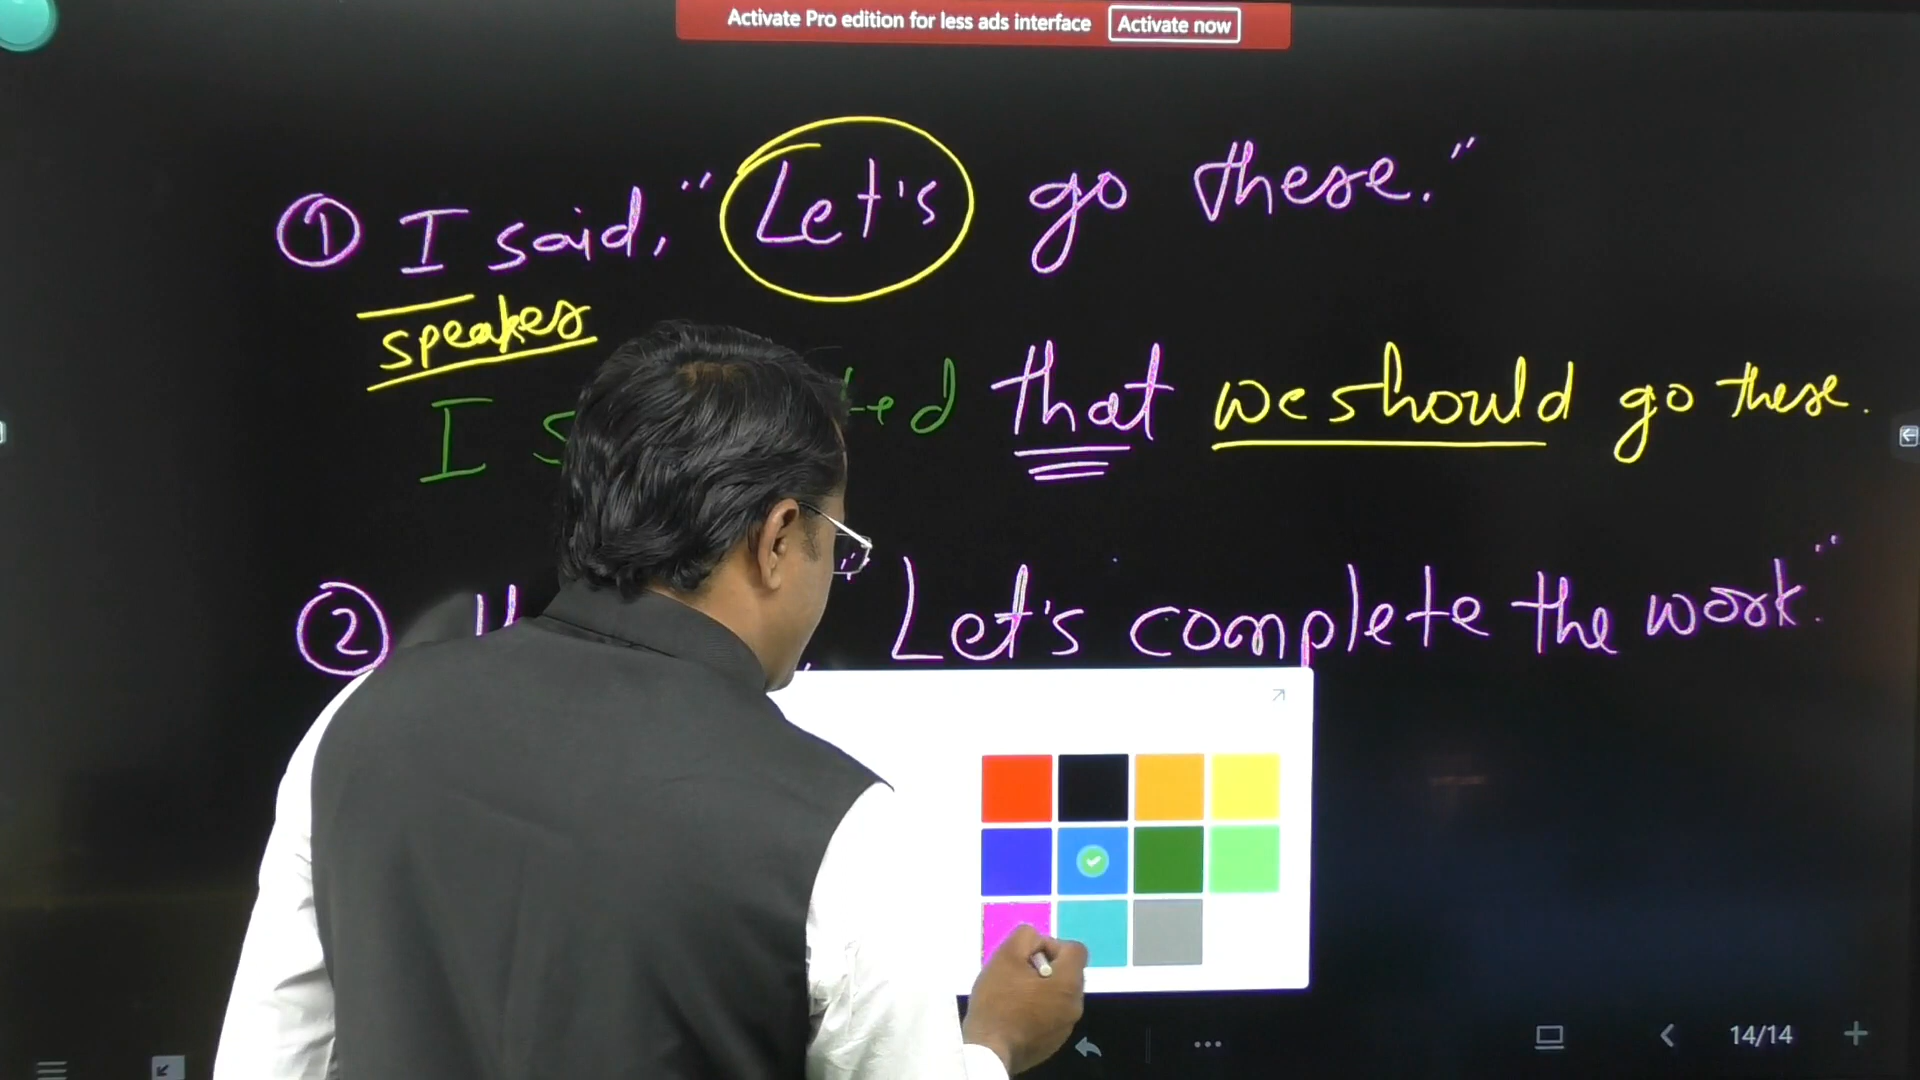 Activate Pro edition for less ads interface Activate now
① I said, " Let's go there."
speaker
I that we should go there.
② " Let's complete the work."
14/14